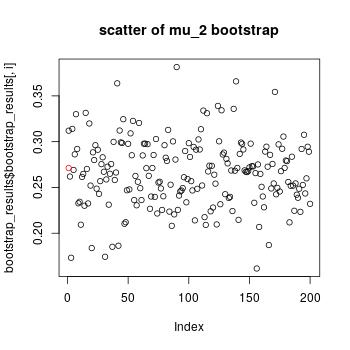 scatter of mu_2 bootstrap
bootstrap_results$bootstrap_results[, i]
0.35
0.30
0.25
0.20
0 50 100 150 200
Index